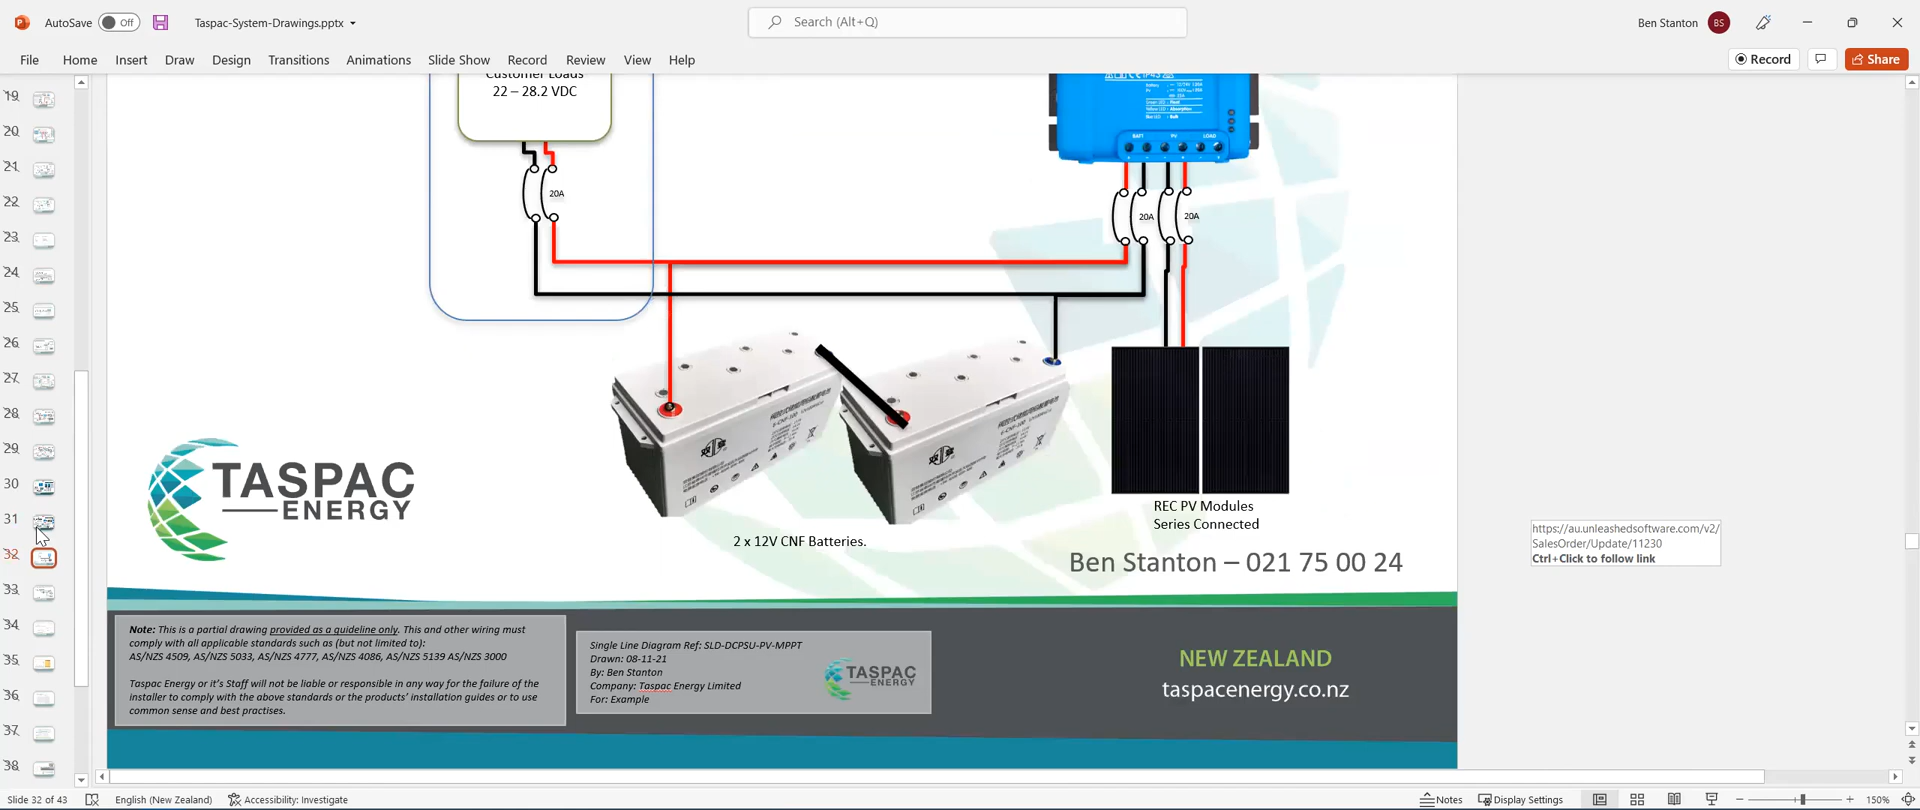 AutoSave
Off
Taspac-System-Drawings.pptx
Search (Alt+Q)
Ben Stanton
BS
File
Home
Insert
Draw
Design
Transitions
Animations
Slide Show
Record
Review
View
Help
Record
Share
19
20
21
22
23
24
25
26
27
28
29
30
31
32
33
34
35
36
37
38
Customer Loads
22 – 28.2 VDC
20A
BATT
PV
LOAD
20A
20A
TASPAC
ENERGY
2 x 12V CNF Batteries.
REC PV Modules
Series Connected
Ben Stanton – 021 75 00 24
https://au.unleashedsoftware.com/v2/
SalesOrder/Update/11230
Ctrl+Click to follow link
Note: This is a partial drawing provided as a guideline only. This and other wiring must
comply with all applicable standards such as (but not limited to):
AS/NZS 4509, AS/NZS 5033, AS/NZS 4777, AS/NZS 4086, AS/NZS 5139 AS/NZS 3000
Taspac Energy or it's Staff will not be liable or responsible in any way for the failure of the
installer to comply with the above standards or the products' installation guides or to use
common sense and best practises.
Single Line Diagram Ref: SLD-DCPSU-PV-MPPT
Drawn: 08-11-21
By: Ben Stanton
Company: Taspac Energy Limited
For: Example
TASPAC
ENERGY
NEW ZEALAND
taspacenergy.co.nz
Slide 32 of 43
English (New Zealand)
Accessibility: Investigate
Notes
Display Settings
150%